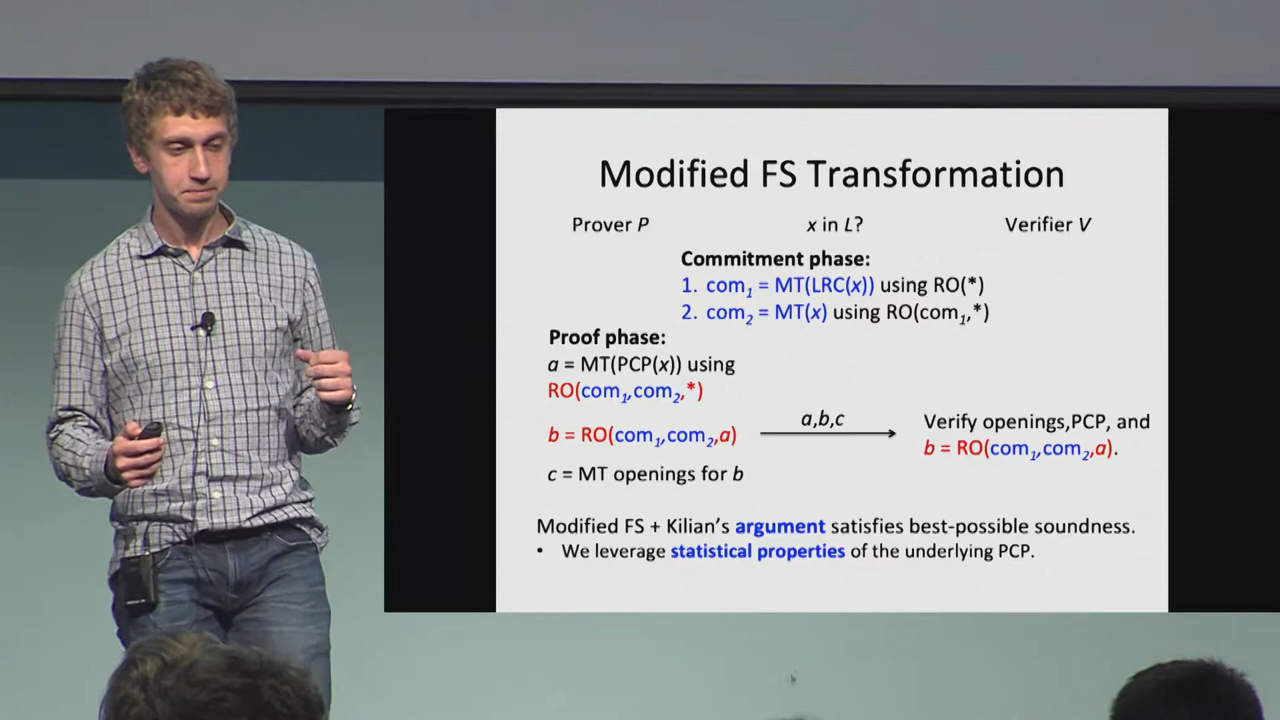 Modified FS Transformation
Prover P x in L? Verifier V
Commitment phase:
1. com₁ = MT(LRC(x)) using RO(*)
2. com₂ = MT(x) using RO(com₁,*)
Proof phase:
a = MT(PCP(x)) using
RO(com₁,com₂,*)
b = RO(com₁,com₂,a)
c = MT openings for b
a,b,c
Verify openings,PCP, and
b = RO(com₁,com₂,a).
Modified FS + Kilian's argument satisfies best-possible soundness.
• We leverage statistical properties of the underlying PCP.